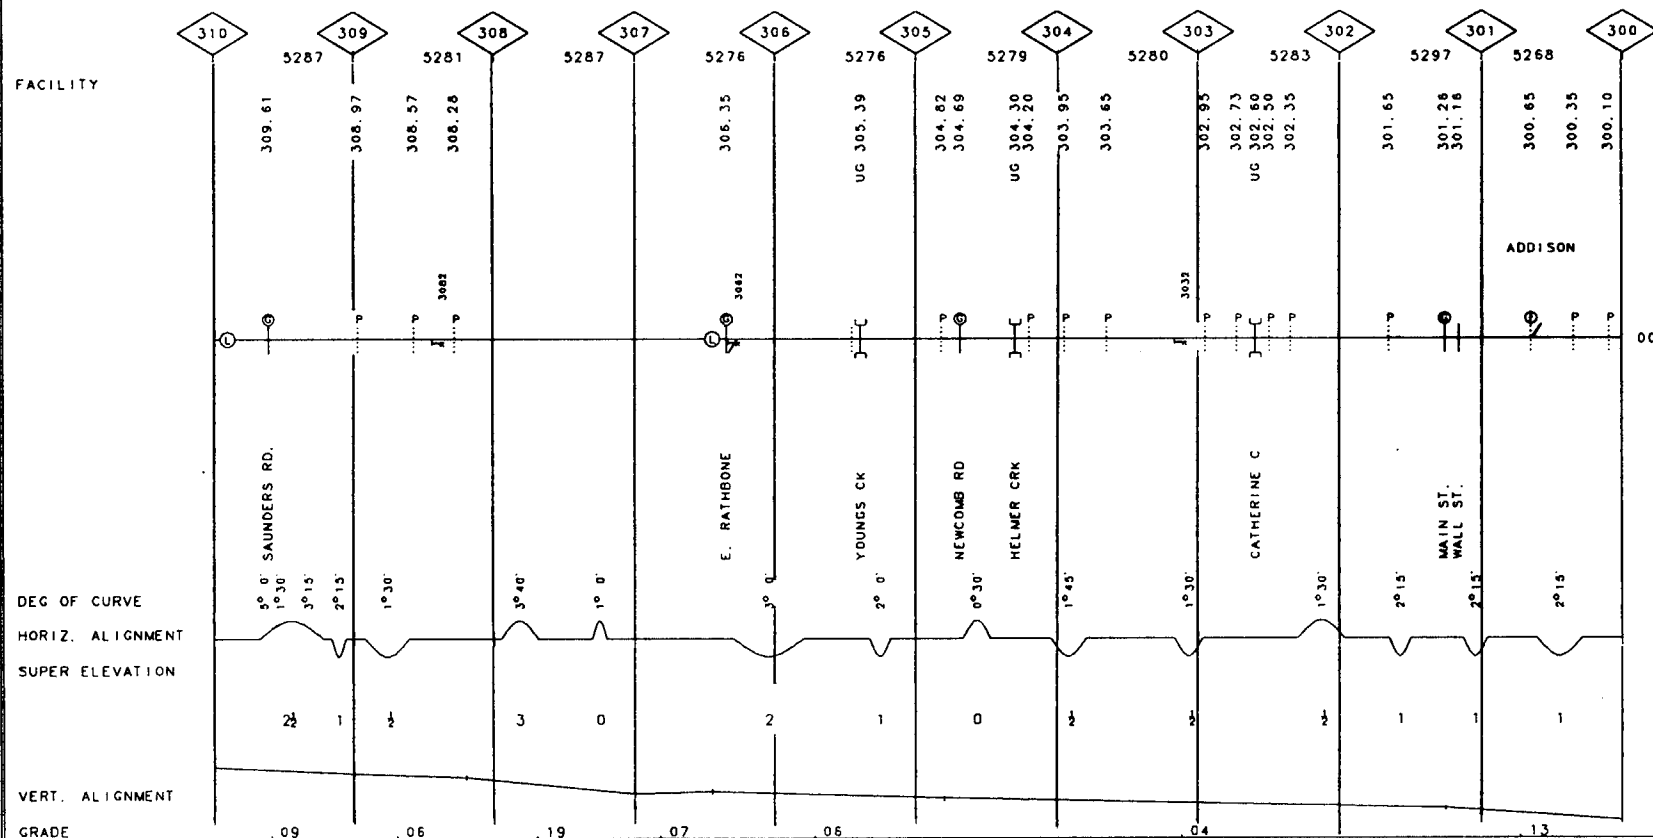 310 309 308 307 306 305 304 303 302 301 300
5287 5281 5287 5276 5276 5279 5280 5283 5297 5268
FACILITY
309.61 308.97 308.57 308.28 306.35 UG 305.39 304.82 304.69 UG 304.30 304.20 303.95 303.65 302.95 302.73 UG 302.60 302.50 302.35 301.65 301.26 301.16 300.65 300.35 300.10
ADDISON
3082 3062 3032
G P P P G P G P P P P P P P P G P P
L L 00
SAUNDERS RD. E. RATHBONE YOUNGS CK NEWCOMB RD HELMER CRK CATHERINE C MAIN ST. WALL ST.
DEG OF CURVE 5° 0' 1° 30' 3° 15' 2° 15' 1° 30' 3° 40' 1° 0' 3° 0' 2° 0' 0° 30' 1° 45' 1° 30' 1° 30' 2° 15' 2° 15' 2° 15'
HORIZ. ALIGNMENT
SUPER ELEVATION
2½ 1 ½ 3 0 2 1 0 ½ ½ ½ 1 1 1
VERT. ALIGNMENT
GRADE .09 .06 .19 .07 .06 .04 .13